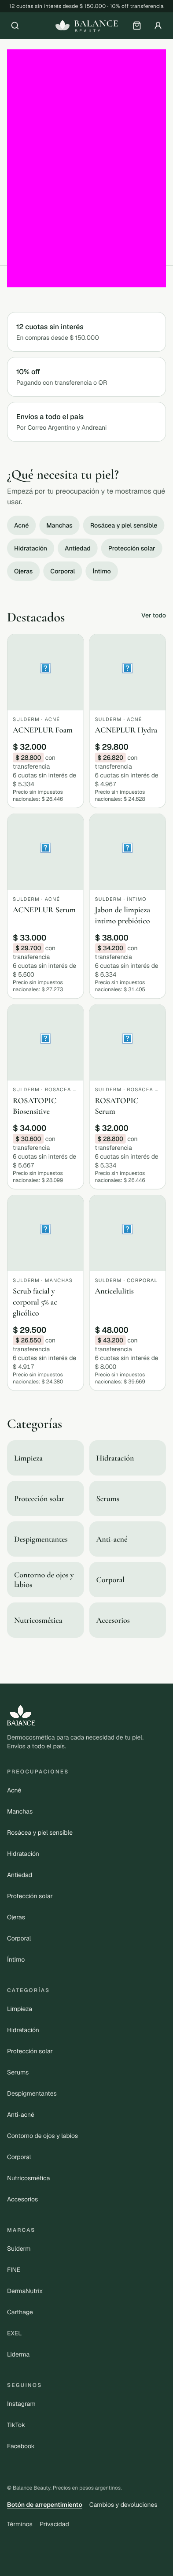 12 cuotas sin interés desde $ 150.000 · 10% off transferencia
BALANCE
BEAUTY
12 cuotas sin interés
En compras desde $ 150.000
10% off
Pagando con transferencia o QR
Envíos a todo el país
Por Correo Argentino y Andreani
¿Qué necesita tu piel?
Empezá por tu preocupación y te mostramos qué
usar.
Acné
Manchas
Rosácea y piel sensible
Hidratación
Antiedad
Protección solar
Ojeras
Corporal
Íntimo
Destacados
Ver todo
SULDERM · ACNÉ
ACNEPLUR Foam
$ 32.000
$ 28.800 con
transferencia
6 cuotas sin interés de
$ 5.334
Precio sin impuestos
nacionales: $ 26.446
SULDERM · ACNÉ
ACNEPLUR Hydra
$ 29.800
$ 26.820 con
transferencia
6 cuotas sin interés de
$ 4.967
Precio sin impuestos
nacionales: $ 24.628
SULDERM · ACNÉ
ACNEPLUR Serum
$ 33.000
$ 29.700 con
transferencia
6 cuotas sin interés de
$ 5.500
Precio sin impuestos
nacionales: $ 27.273
SULDERM · ÍNTIMO
Jabon de limpieza
intimo prebiótico
$ 38.000
$ 34.200 con
transferencia
6 cuotas sin interés de
$ 6.334
Precio sin impuestos
nacionales: $ 31.405
SULDERM · ROSÁCEA ...
ROSATOPIC
Biosensitive
$ 34.000
$ 30.600 con
transferencia
6 cuotas sin interés de
$ 5.667
Precio sin impuestos
nacionales: $ 28.099
SULDERM · ROSÁCEA ...
ROSATOPIC
Serum
$ 32.000
$ 28.800 con
transferencia
6 cuotas sin interés de
$ 5.334
Precio sin impuestos
nacionales: $ 26.446
SULDERM · MANCHAS
Scrub facial y
corporal 5% ac
glicólico
$ 29.500
$ 26.550 con
transferencia
6 cuotas sin interés de
$ 4.917
Precio sin impuestos
nacionales: $ 24.380
SULDERM · CORPORAL
Anticelulitis
$ 48.000
$ 43.200 con
transferencia
6 cuotas sin interés de
$ 8.000
Precio sin impuestos
nacionales: $ 39.669
Categorías
Limpieza
Hidratación
Protección solar
Serums
Despigmentantes
Anti-acné
Contorno de ojos y
labios
Corporal
Nutricosmética
Accesorios
BALANCE
Dermocosmética para cada necesidad de tu piel.
Envíos a todo el país.
PREOCUPACIONES
Acné
Manchas
Rosácea y piel sensible
Hidratación
Antiedad
Protección solar
Ojeras
Corporal
Íntimo
CATEGORÍAS
Limpieza
Hidratación
Protección solar
Serums
Despigmentantes
Anti-acné
Contorno de ojos y labios
Corporal
Nutricosmética
Accesorios
MARCAS
Sulderm
FINE
DermaNutrix
Carthage
EXEL
Liderma
SEGUINOS
Instagram
TikTok
Facebook
© Balance Beauty. Precios en pesos argentinos.
Botón de arrepentimiento
Cambios y devoluciones
Términos
Privacidad